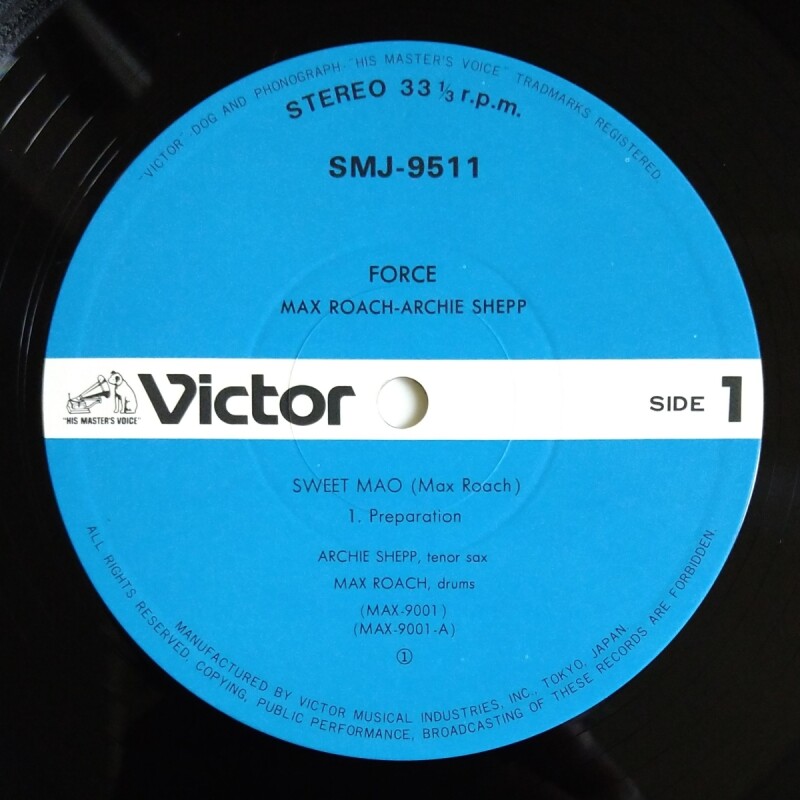 "VICTOR"·DOG AND PHONOGRAPH·"HIS MASTER'S VOICE" TRADMARKS REGISTERED
STEREO 33 1/3 r.p.m.
SMJ-9511
FORCE
MAX ROACH-ARCHIE SHEPP
"HIS MASTER'S VOICE"
Victor
SIDE 1
SWEET MAO (Max Roach)
1. Preparation
ARCHIE SHEPP, tenor sax
MAX ROACH, drums
(MAX-9001)
(MAX-9001-A)
①
MANUFACTURED BY VICTOR MUSICAL INDUSTRIES, INC., TOKYO, JAPAN.
ALL RIGHTS RESERVED. COPYING, PUBLIC PERFORMANCE, BROADCASTING OF THESE RECORDS ARE FORBIDDEN.